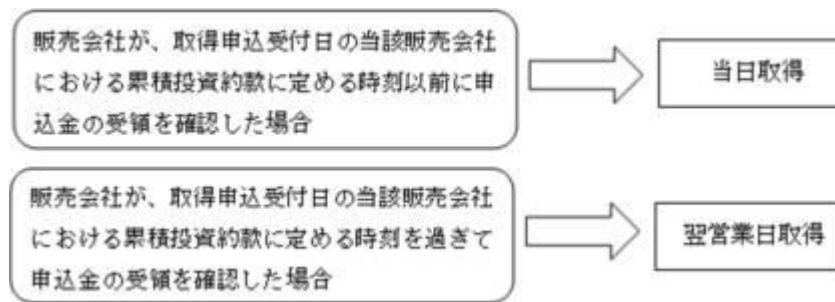 販売会社が、取得申込受付日の当該販売会社
における累積投資約款に定める時刻以前に申
込金の受領を確認した場合
当日取得
販売会社が、取得申込受付日の当該販売会社
における累積投資約款に定める時刻を過ぎて
申込金の受領を確認した場合
翌営業日取得